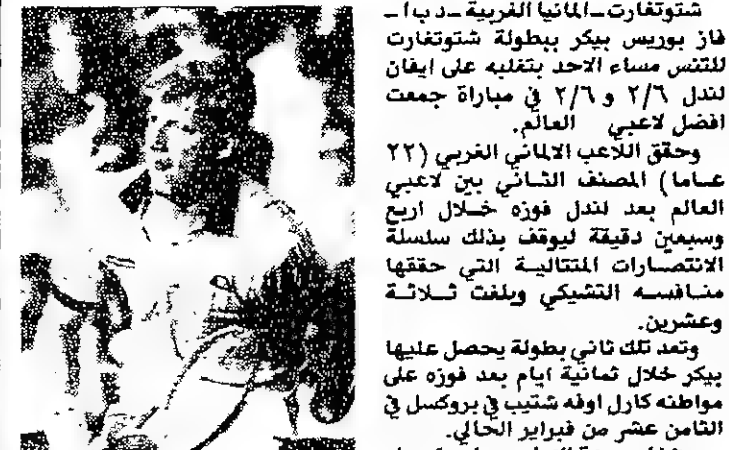 شتوتغارت_المانيا الغربية_د ب ا_
فاز بوريس بيكر ببطولة شتوتغارت
للتنس مساء الاحد بتغلبه على ايفان
لندل ٢/٦ و ٢/٦ في مباراة جمعت
افضل لاعبي العالم.
وحقق اللاعب الالماني الغربي (٢٢
عاما) المصنف الثاني بين لاعبي
العالم بعد لندل فوزه خلال اربع
وسبعين دقيقة ليوقف بذلك سلسلة
الانتصارات المتتالية التي حققها
منافسه التشيكي وبلغت ثلاثة
وعشرين.
وتعد تلك ثاني بطولة يحصل عليها
بيكر خلال ثمانية ايام بعد فوزه على
مواطنه كارل اوفه شتيب في بروكسل في
الثامن عشر من فبراير الحالي.